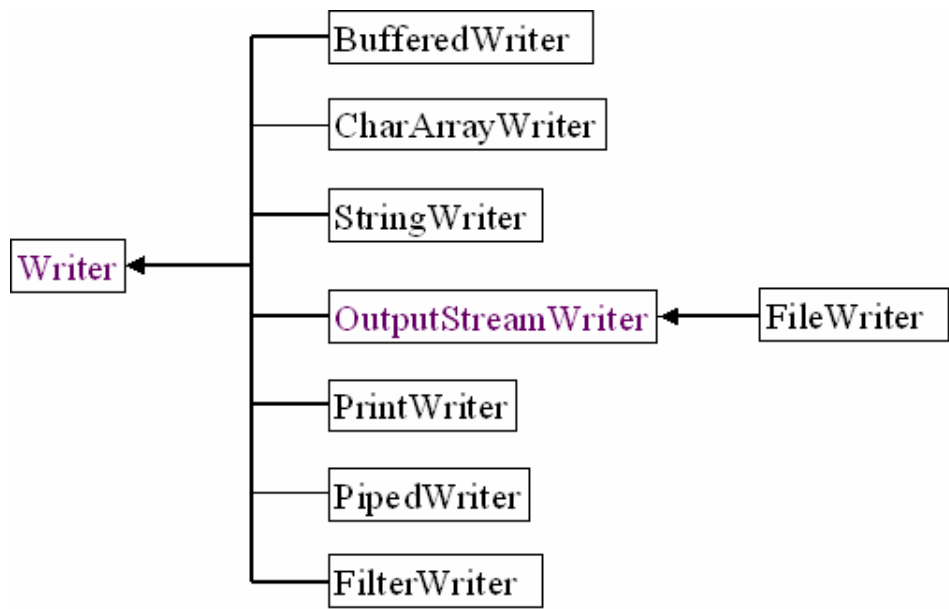 BufferedWriter
CharArrayWriter
StringWriter
Writer
OutputStreamWriter
FileWriter
PrintWriter
PipedWriter
FilterWriter